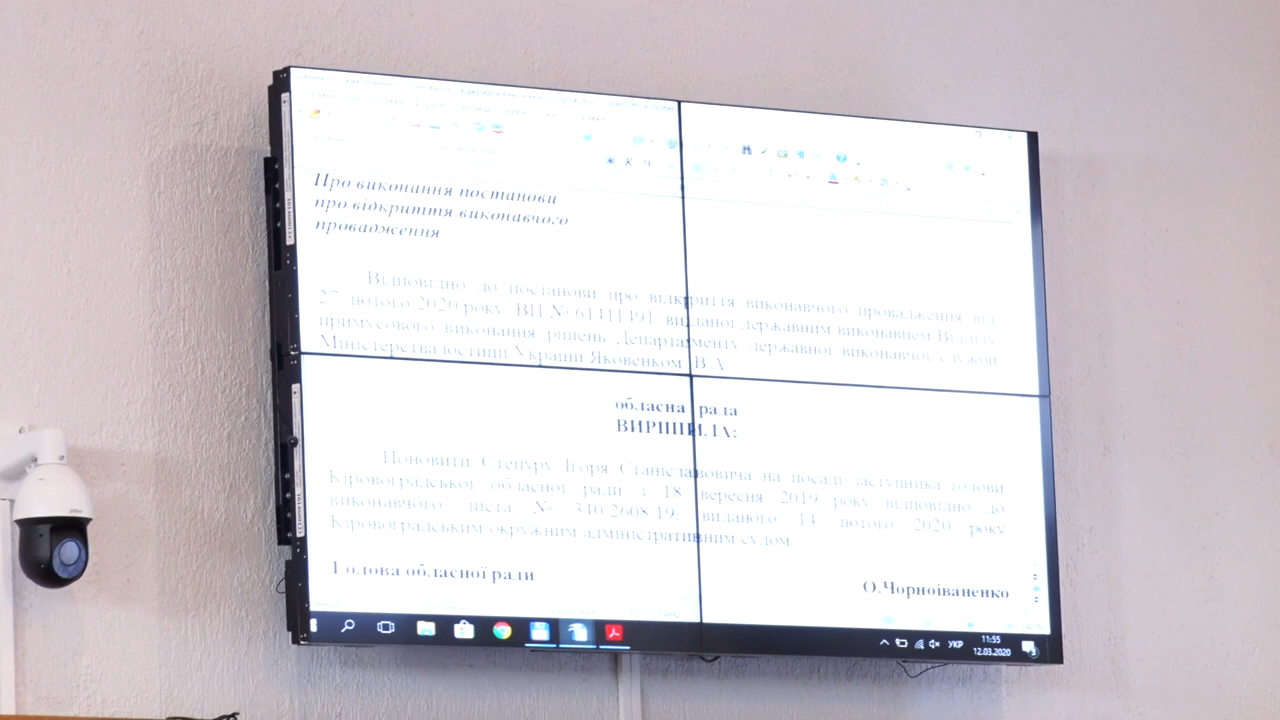 Про виконання постанови
про відкриття виконавчого
провадження
Відповідно до постанови про відкриття виконавчого провадження від
27 лютого 2020 року ВП № 61411491 виданої державним виконавцем Відділу
примусового виконання рішень Департаменту державної виконавчої служби
Міністерства юстиції України Яковенком В.А
обласна рада
ВИРІШИЛА:
Поновити Степуру Ігоря Станіславовича на посаді заступника голови
Кіровоградської обласної ради з 18 вересня 2019 року відповідно до
виконавчого листа № 340/2608/19, виданого 14 лютого 2020 року
Кіровоградським окружним адміністративним судом
Голова обласної ради
О.Чорноіваненко
УКР
11:55
12.03.2020